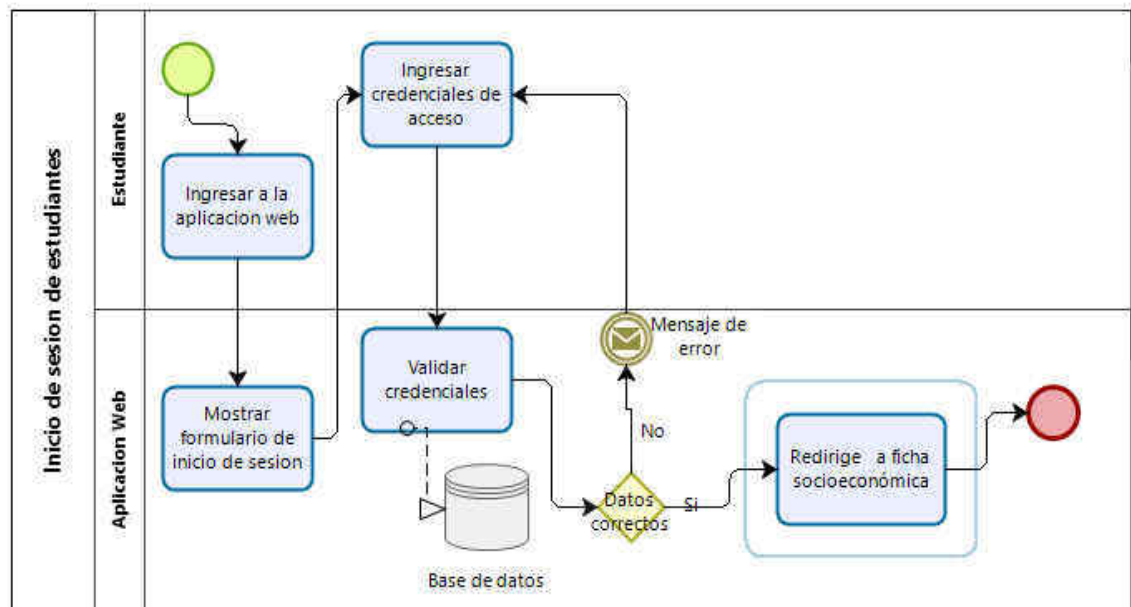 Inicio de sesion de estudiantes
Estudiante
Ingresar a la
aplicacion web
Ingresar
credenciales de
acceso
Aplicacion Web
Mostrar
formulario de
inicio de sesion
Validar
credenciales
Base de datos
Mensaje de
error
No
Datos
correctos
Si
Redirige a ficha
socioeconómica